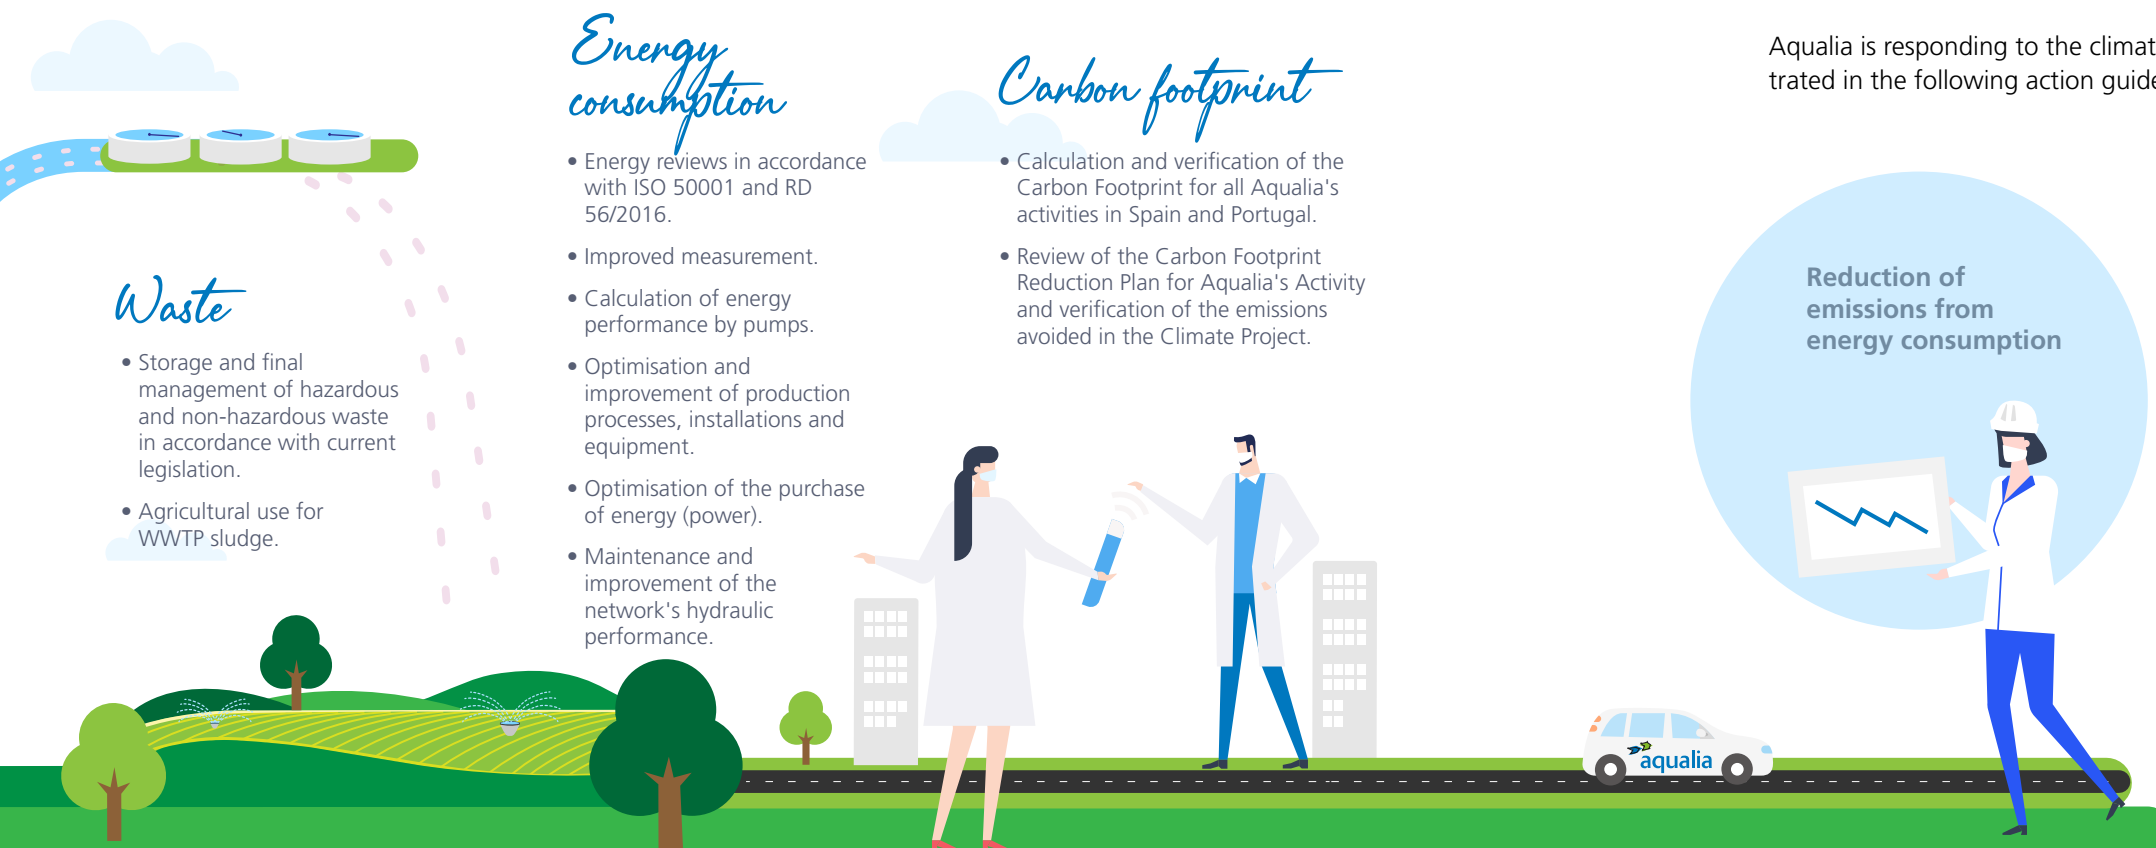 Waste
• Storage and final
management of hazardous
and non-hazardous waste
in accordance with current
legislation.
• Agricultural use for
WWTP sludge.
Energy
consumption
• Energy reviews in accordance
with ISO 50001 and RD
56/2016.
• Improved measurement.
• Calculation of energy
performance by pumps.
• Optimisation and
improvement of production
processes, installations and
equipment.
• Optimisation of the purchase
of energy (power).
• Maintenance and
improvement of the
network's hydraulic
performance.
Carbon footprint
• Calculation and verification of the
Carbon Footprint for all Aqualia's
activities in Spain and Portugal.
• Review of the Carbon Footprint
Reduction Plan for Aqualia's Activity
and verification of the emissions
avoided in the Climate Project.
Aqualia is responding to the climat
trated in the following action guide
Reduction of
emissions from
energy consumption
aqualia